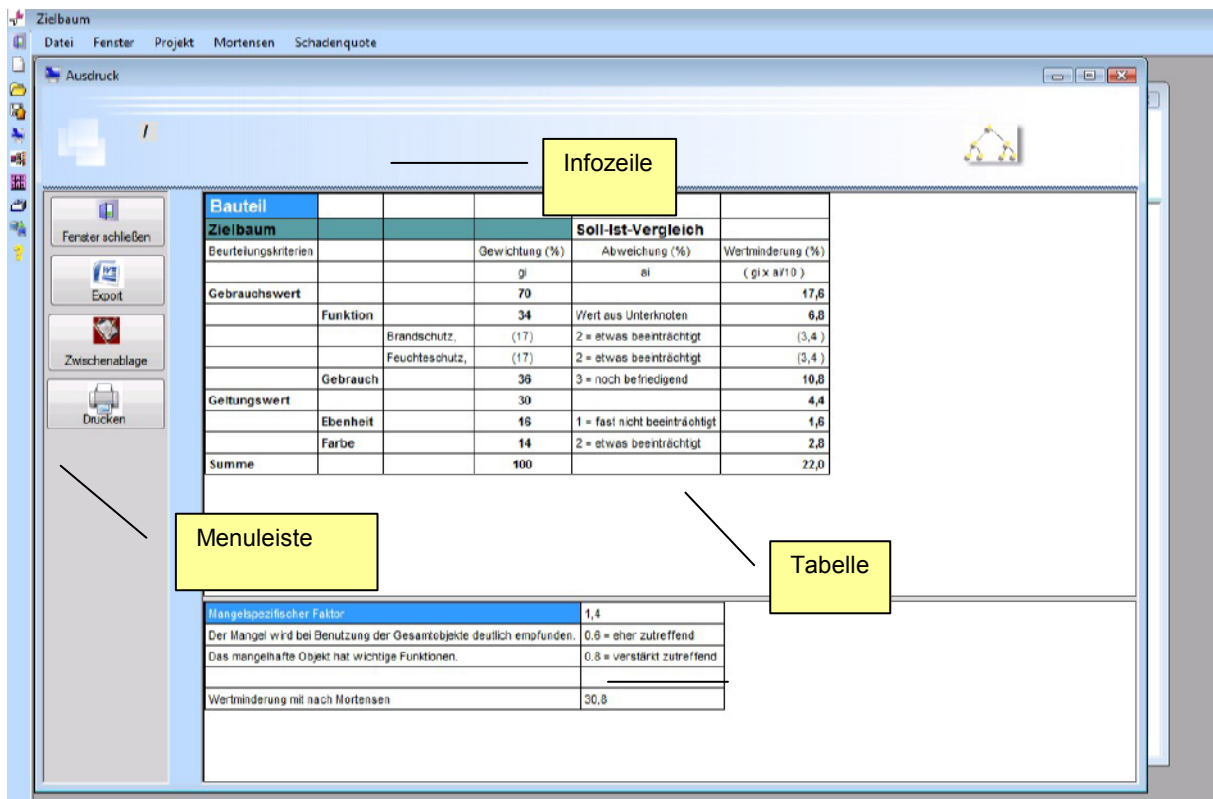 Zielbaum
Datei Fenster Projekt Mortensen Schadenquote
Ausdruck
I
Infozeile
Fenster schließen
Export
Zwischenablage
Drucken
Menuleiste
Bauteil
Zielbaum Soll-Ist-Vergleich
Beurteilungskriterien Gewichtung (%) Abweichung (%) Wertminderung (%)
gi ai ( gi x ai/10 )
Gebrauchswert 70 17,6
Funktion 34 Wert aus Unterknoten 6,8
Brandschutz, (17) 2 = etwas beeinträchtigt (3,4 )
Feuchteschutz, (17) 2 = etwas beeinträchtigt (3,4 )
Gebrauch 36 3 = noch befriedigend 10,8
Geltungswert 30 4,4
Ebenheit 16 1 = fast nicht beeinträchtigt 1,6
Farbe 14 2 = etwas beeinträchtigt 2,8
Summe 100 22,0
Tabelle
Mangelspezifischer Faktor 1,4
Der Mangel wird bei Benutzung der Gesamtobjekte deutlich empfunden. 0.6 = eher zutreffend
Das mangelhafte Objekt hat wichtige Funktionen. 0.8 = verstärkt zutreffend
Wertminderung mit nach Mortensen 30,8